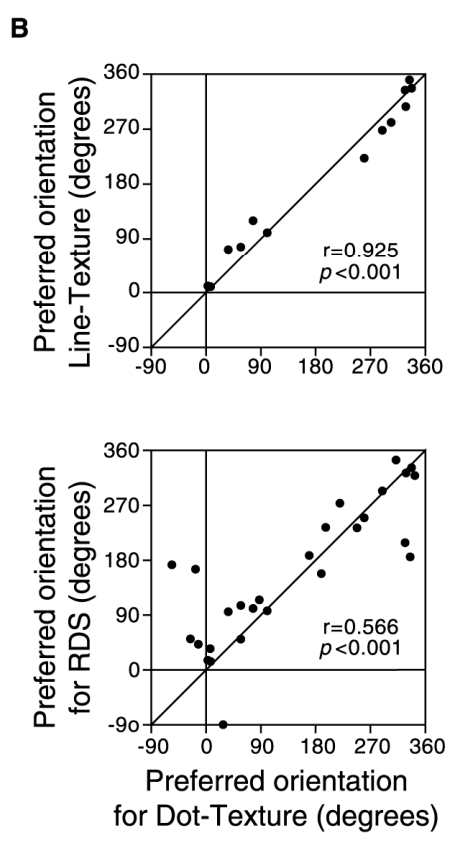 B
Preferred orientation
Line-Texture (degrees)
360
270
180
90
0
-90
r=0.925
p<0.001
-90 0 90 180 270 360
Preferred orientation
for RDS (degrees)
360
270
180
90
0
-90
r=0.566
p<0.001
-90 0 90 180 270 360
Preferred orientation
for Dot-Texture (degrees)